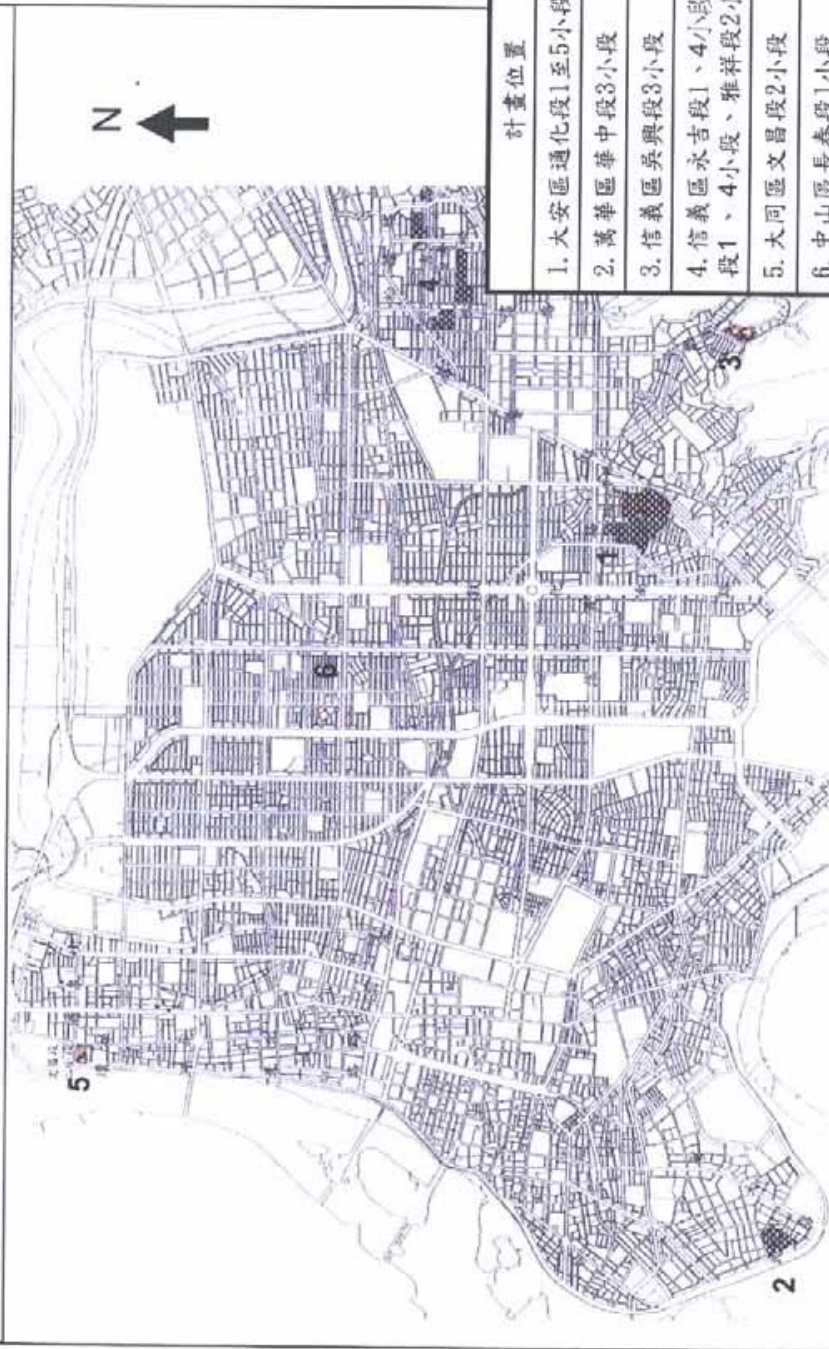 N
4
3
1
6
5
2
計畫位置
1. 大安區通化段1至5小段
2. 萬華區華中段3小段
3. 信義區吳興段3小段
4. 信義區永吉段1、4小段
段1、4小段、雅祥段2小
5. 大同區文昌段2小段
6. 中山區長春段1小段